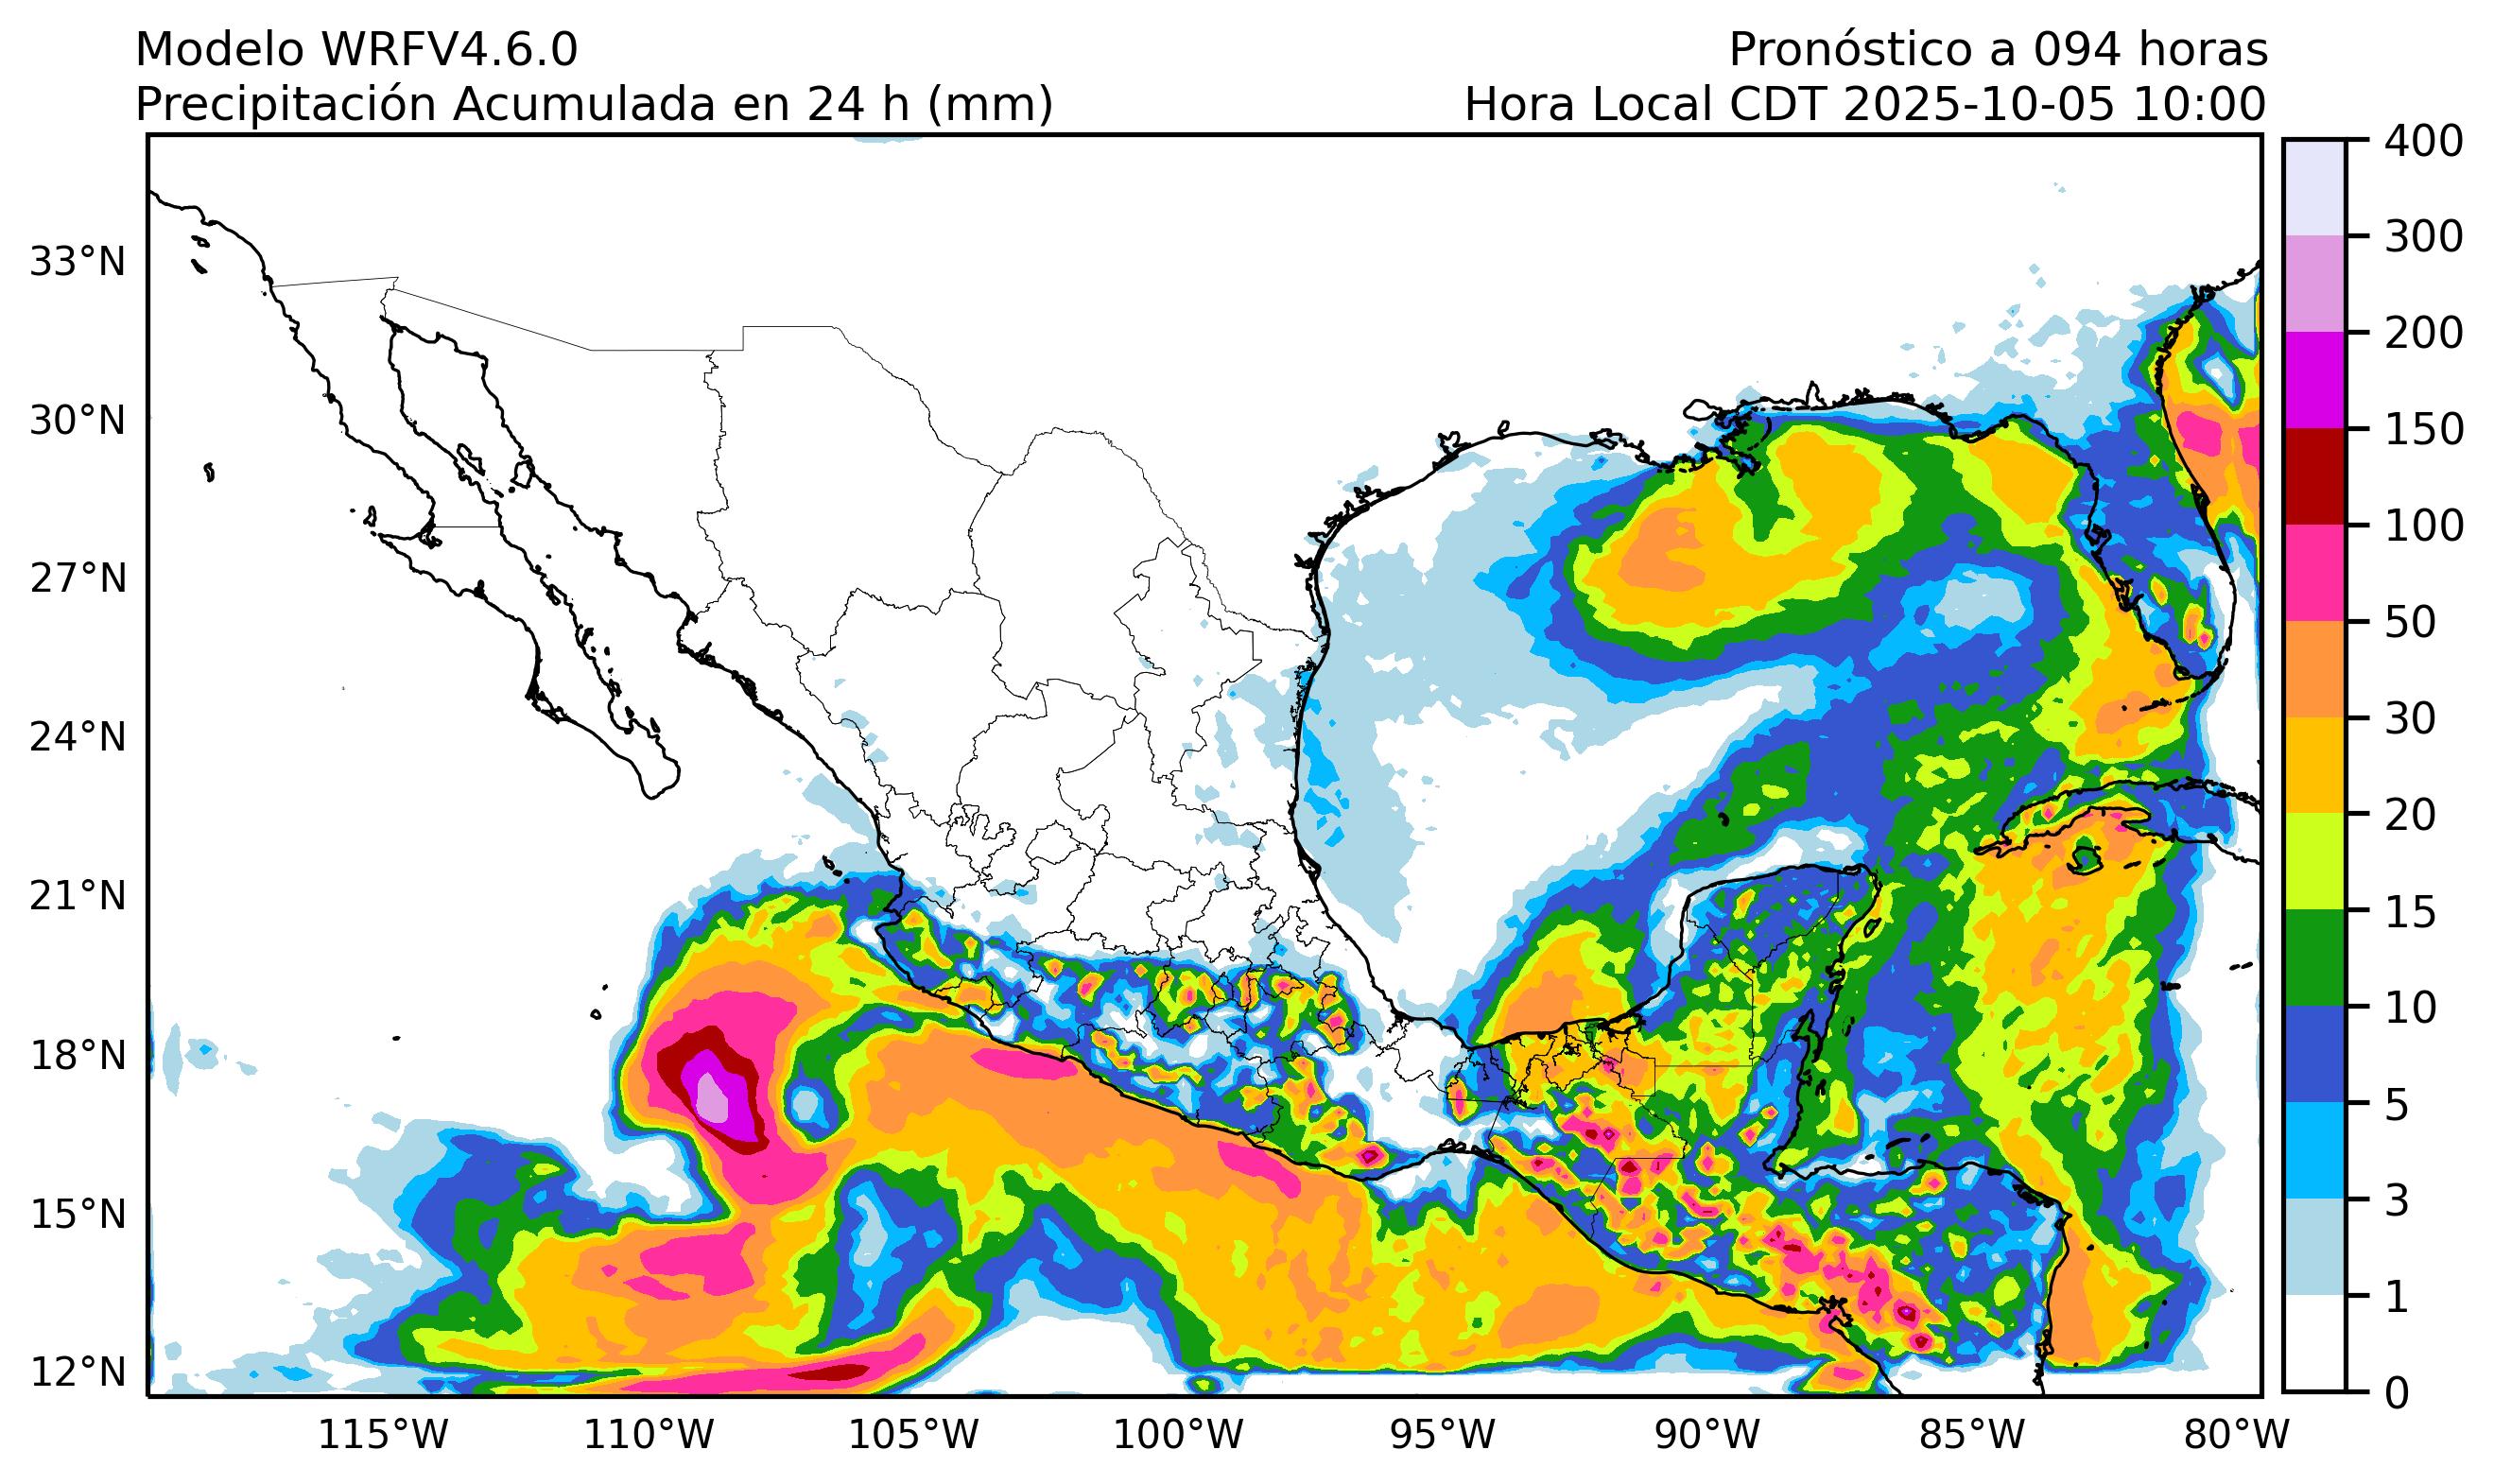 Modelo WRFV4.6.0
Pronóstico a 094 horas
Precipitación Acumulada en 24 h (mm)
Hora Local CDT 2025-10-05 10:00
33°N
30°N
27°N
24°N
21°N
18°N
15°N
12°N
115°W
110°W
105°W
100°W
95°W
90°W
85°W
80°W
400
300
200
150
100
50
30
20
15
10
5
3
1
0